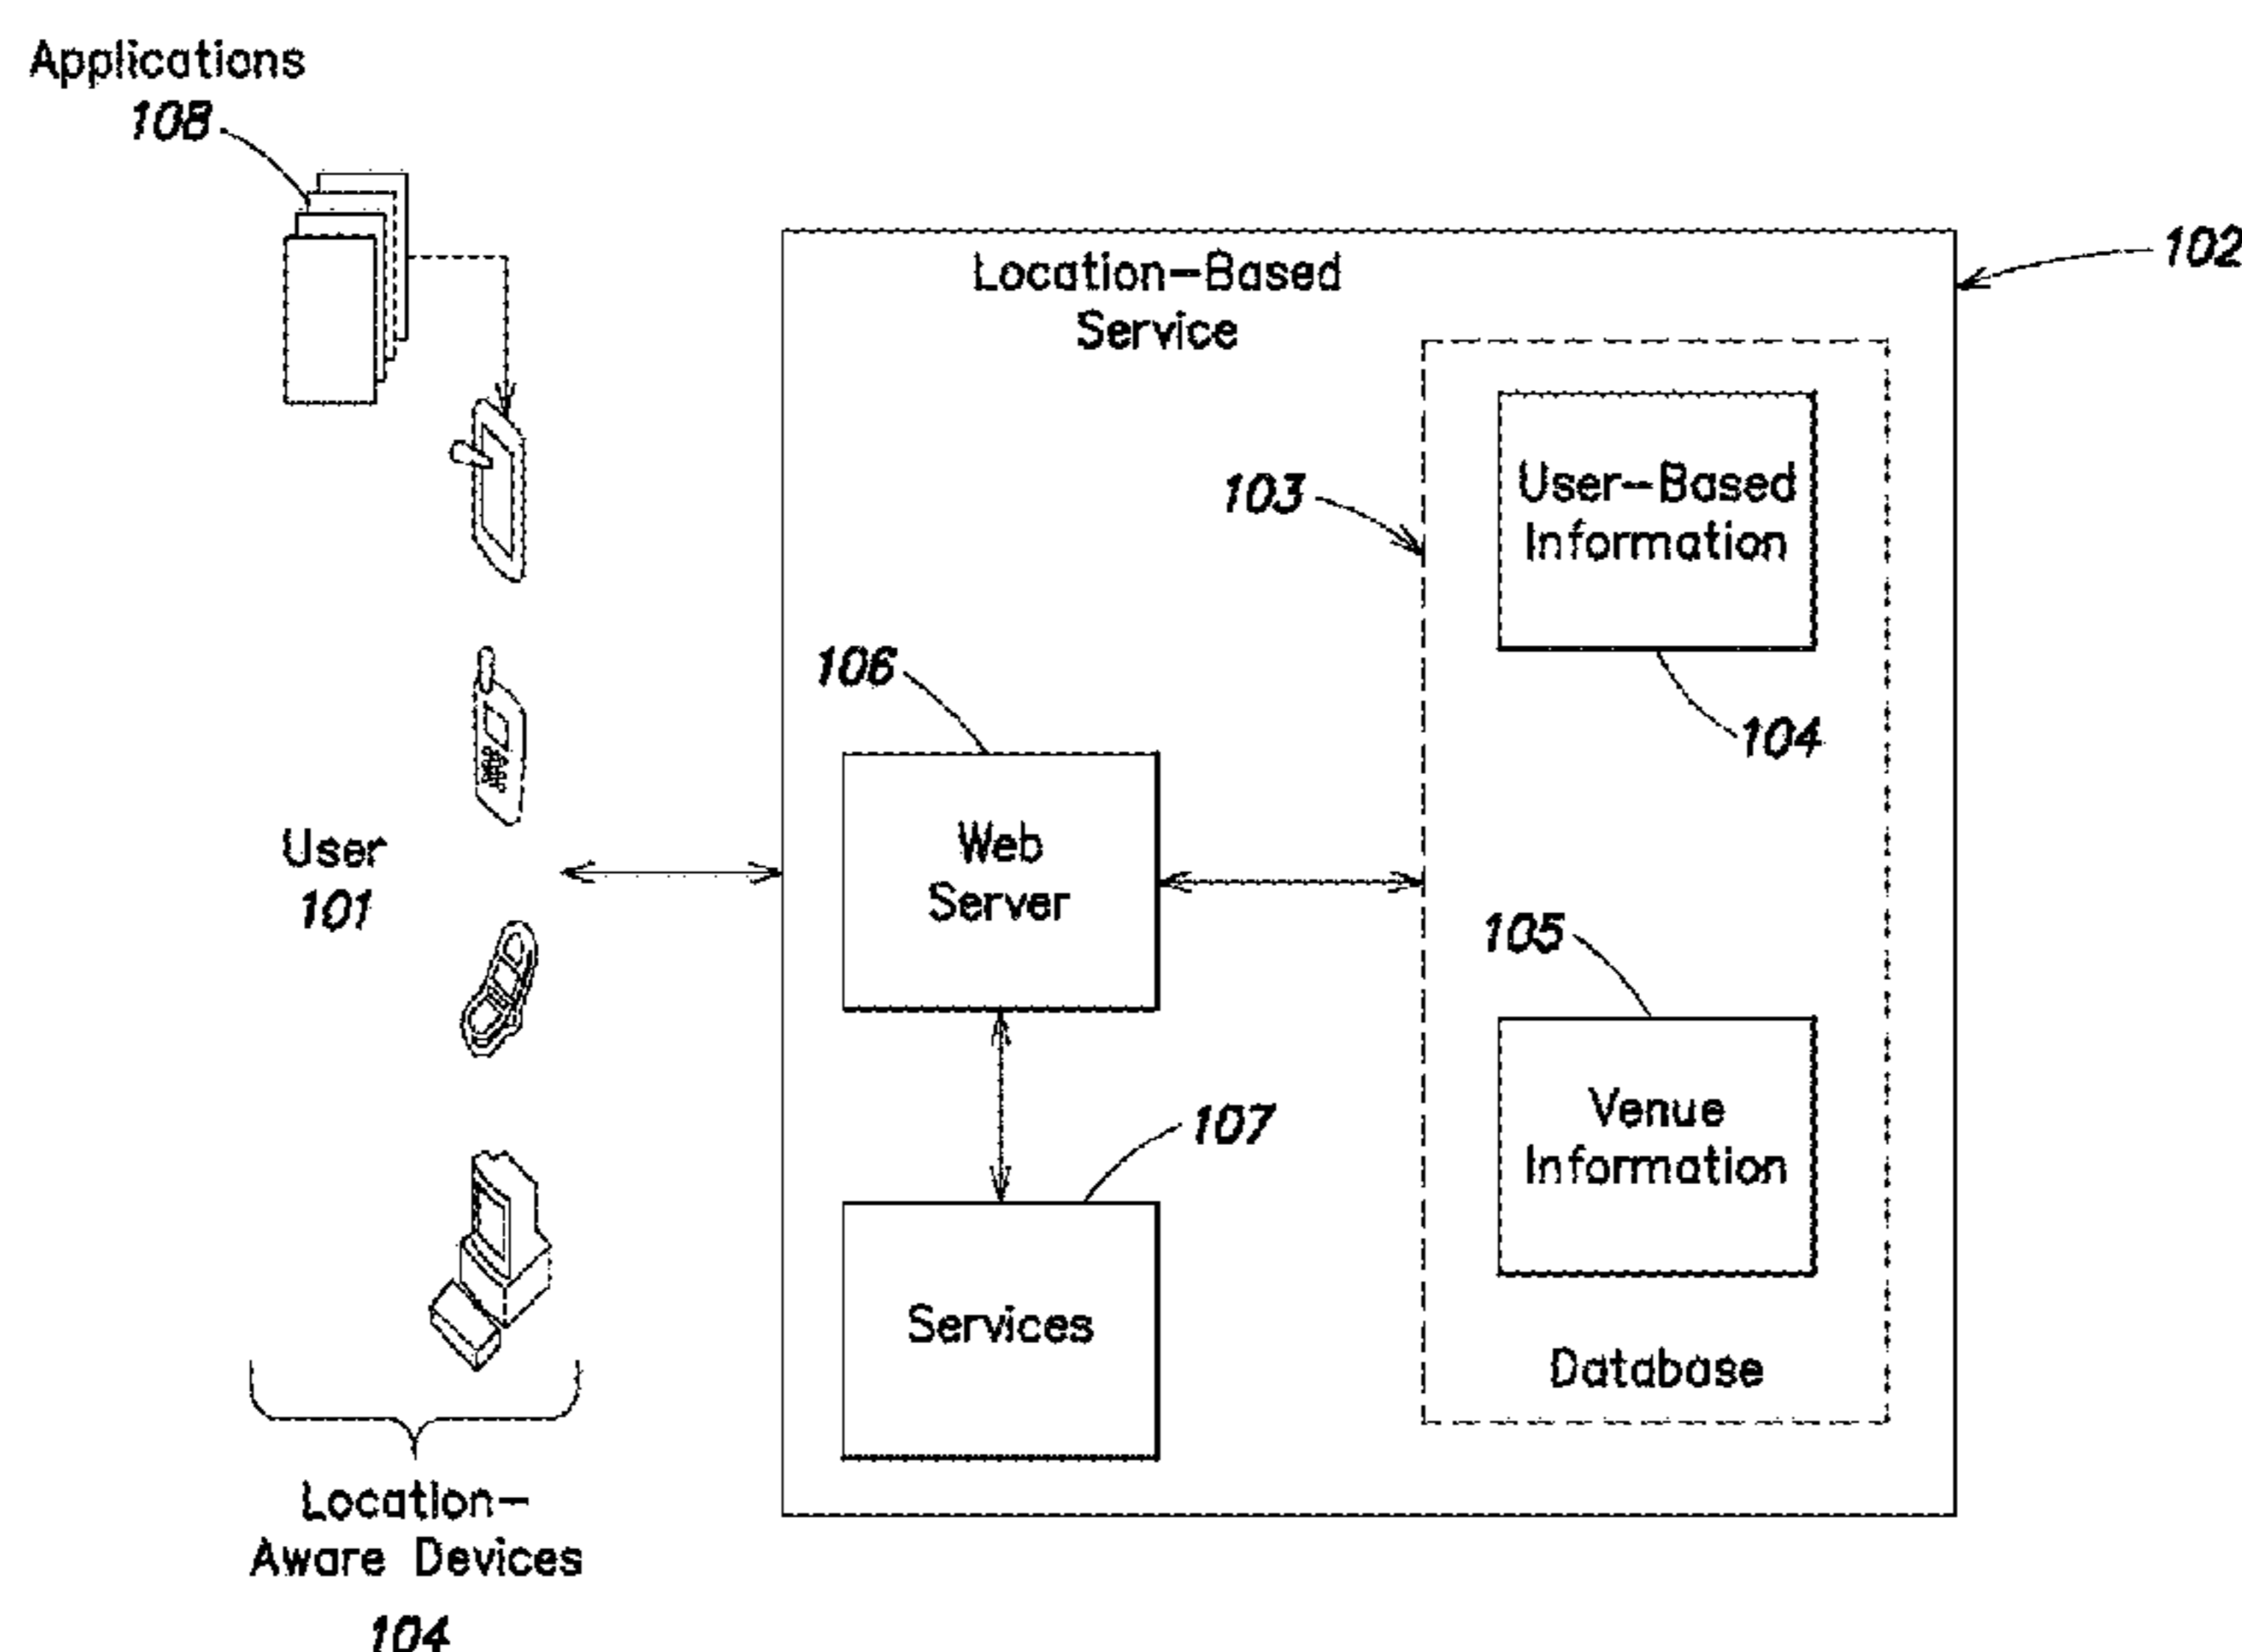 Applications
108
Location-Based
Service
102
103
User-Based
Information
104
106
Web
Server
User
101
105
Venue
Information
107
Services
Database
Location-
Aware Devices
104